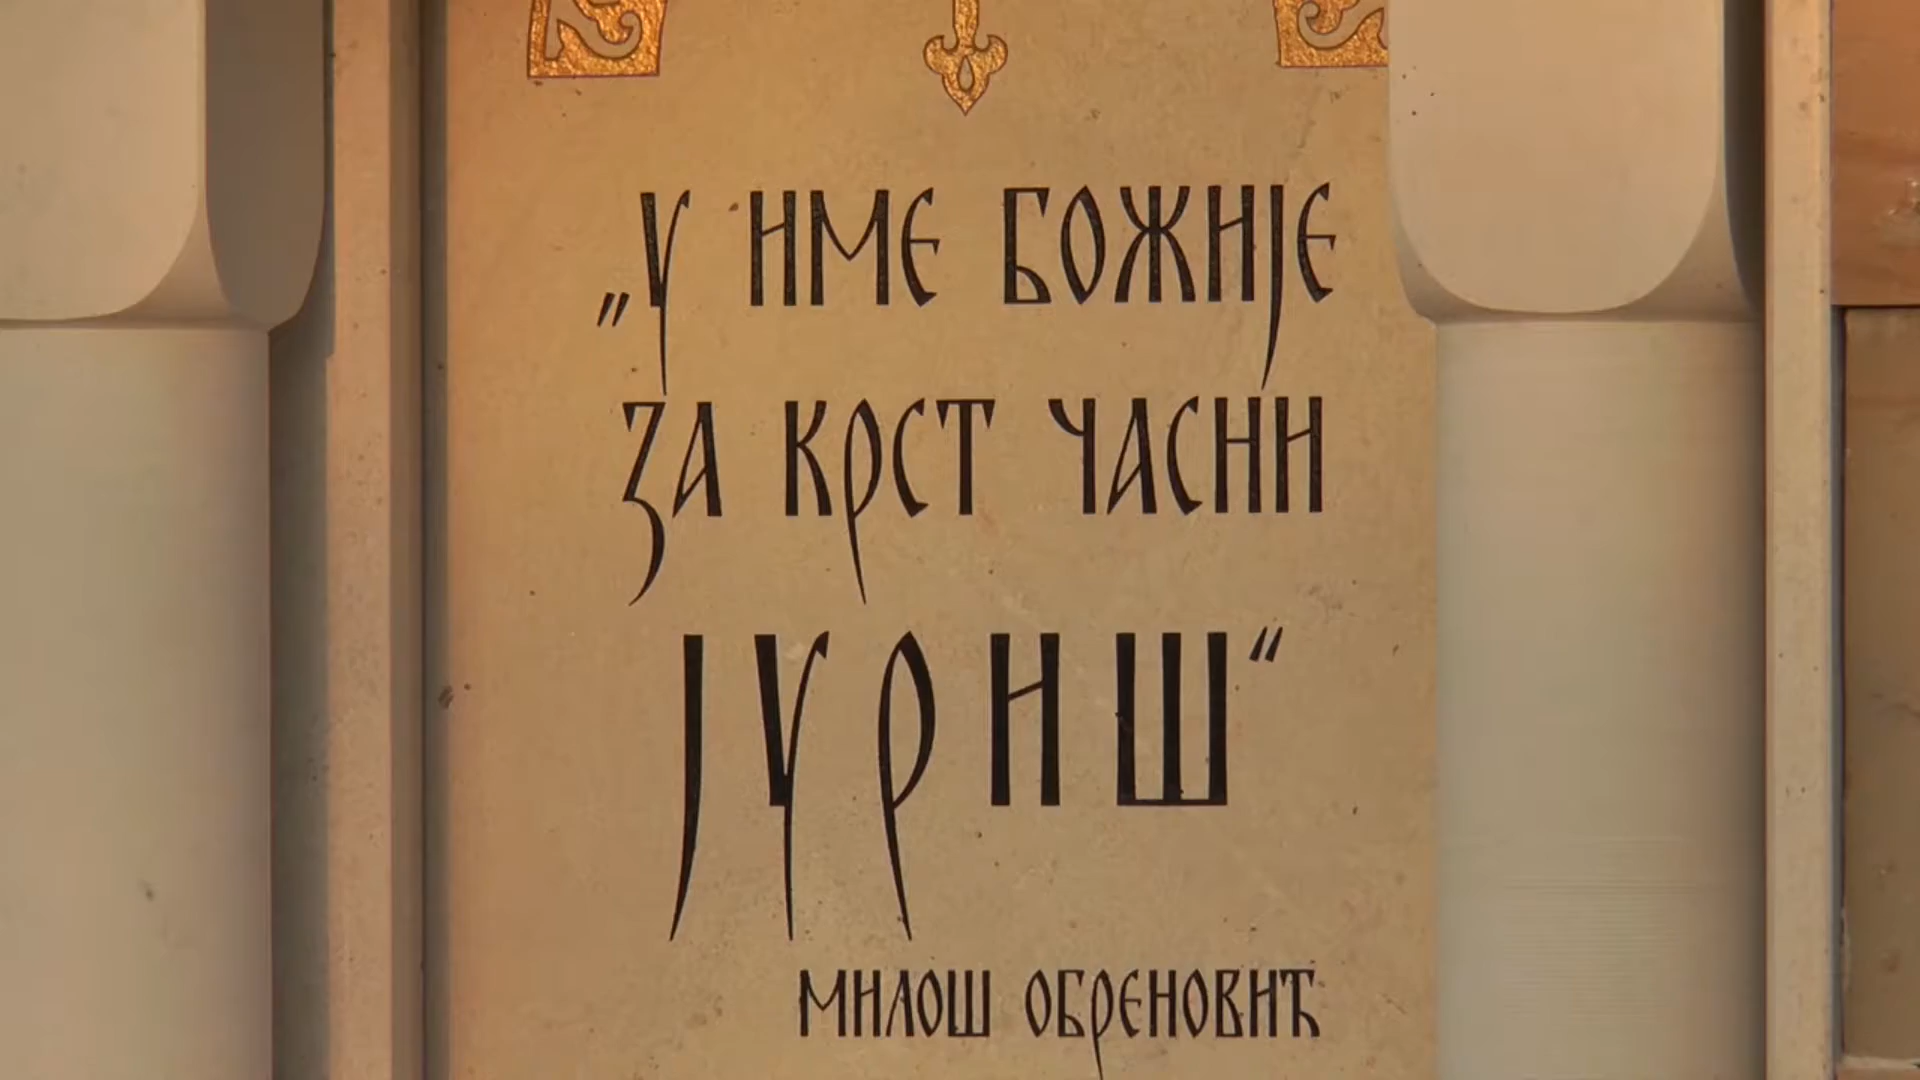 „У ИМЕ БОЖИЈЕ
ЗА КРСТ ЧАСНИ
ЈУРИШ“
МИЛОШ ОБРЕНОВИЋ